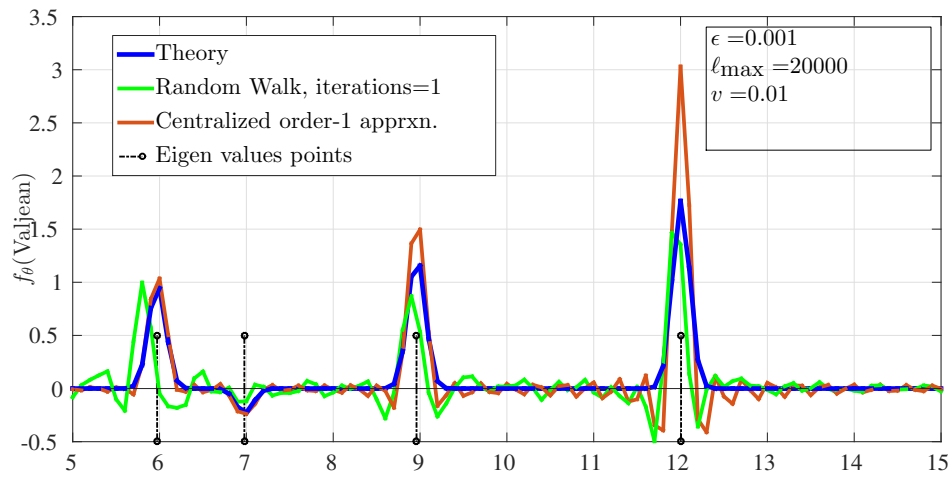 3.5
3
2.5
2
1.5
1
0.5
0
-0.5
f_θ(Valjean)
Theory
Random Walk, iterations=1
Centralized order-1 apprxn.
Eigen values points
ϵ =0.001
ℓ_max =20000
v =0.01
5 6 7 8 9 10 11 12 13 14 15